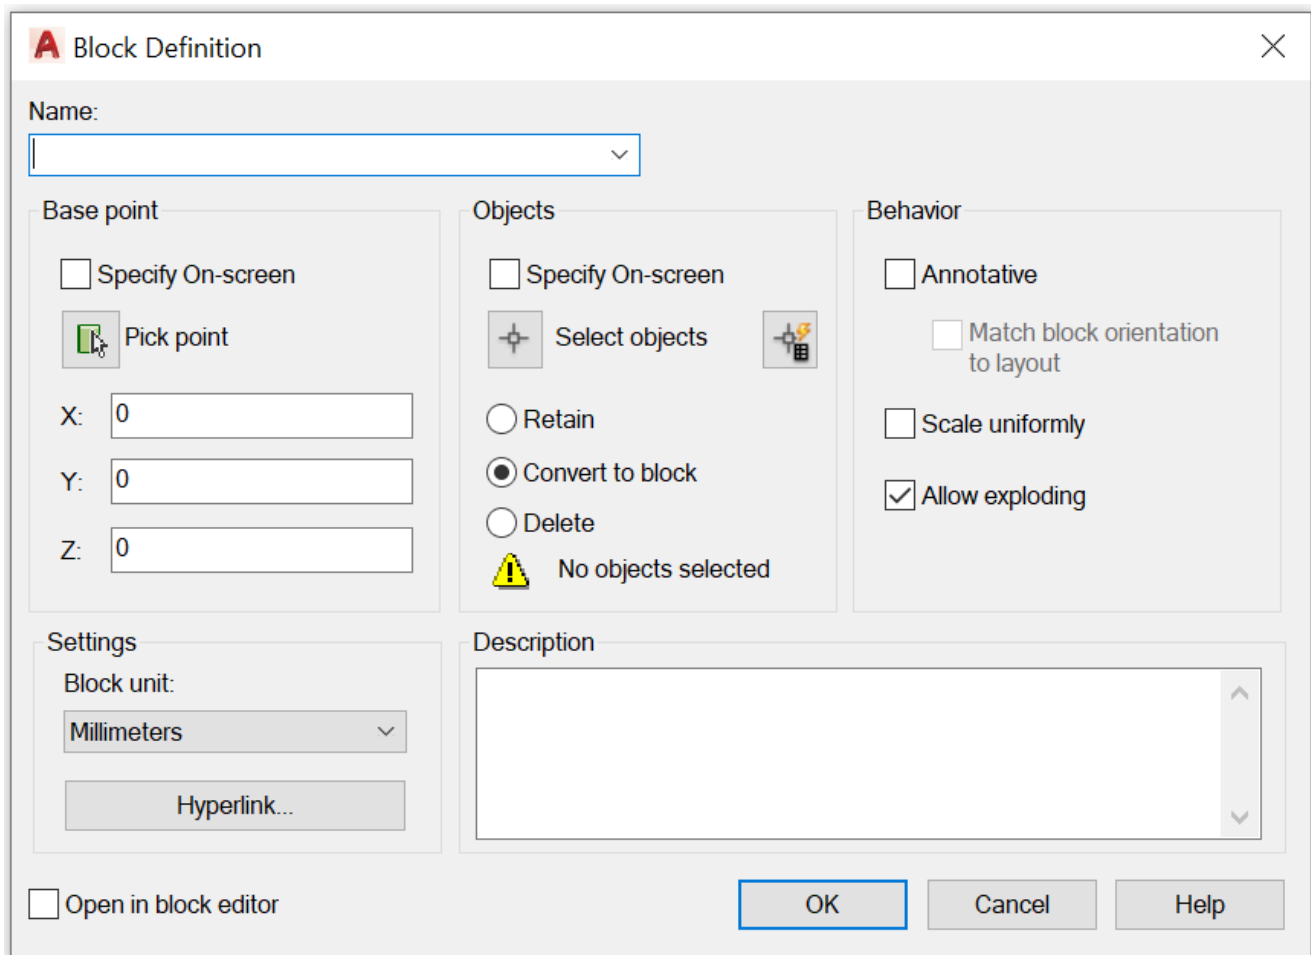 Block Definition
Name:
Base point
Specify On-screen
Pick point
X: 0
Y: 0
Z: 0
Objects
Specify On-screen
Select objects
Retain
Convert to block
Delete
No objects selected
Behavior
Annotative
Match block orientation
to layout
Scale uniformly
Allow exploding
Settings
Block unit:
Millimeters
Hyperlink...
Description
Open in block editor
OK
Cancel
Help